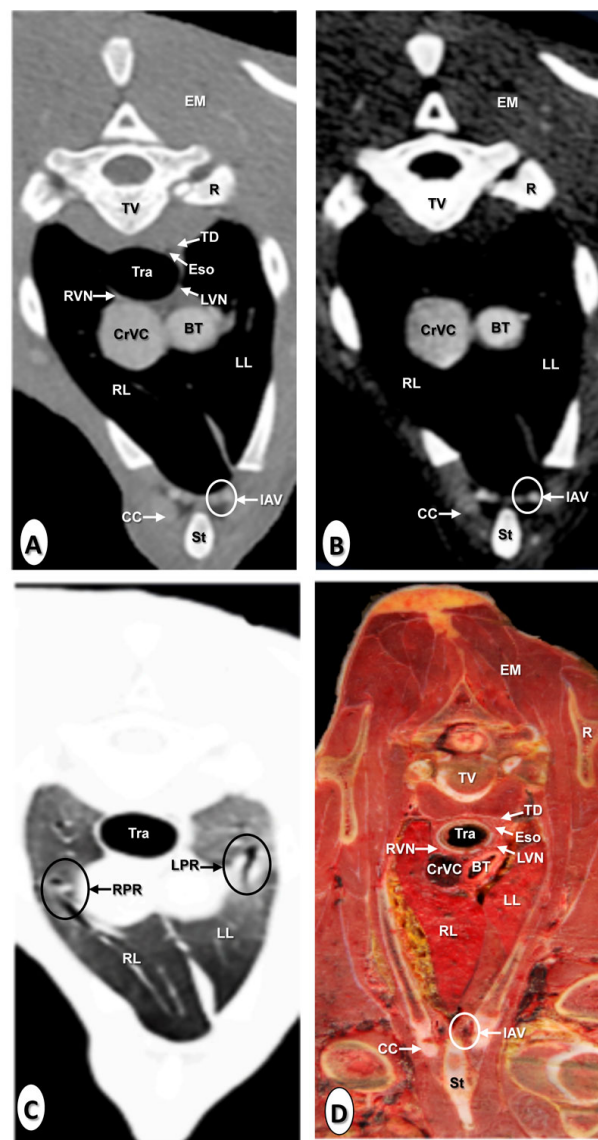 EM
R
TV
TD
Tra
Eso
RVN
LVN
CrVC
BT
LL
RL
IAV
CC
St
A
EM
R
TV
CrVC
BT
LL
RL
IAV
CC
St
B
Tra
LPR
RPR
LL
RL
C
EM
R
TV
TD
Tra
Eso
RVN
LVN
CrVC
BT
LL
RL
IAV
CC
St
D